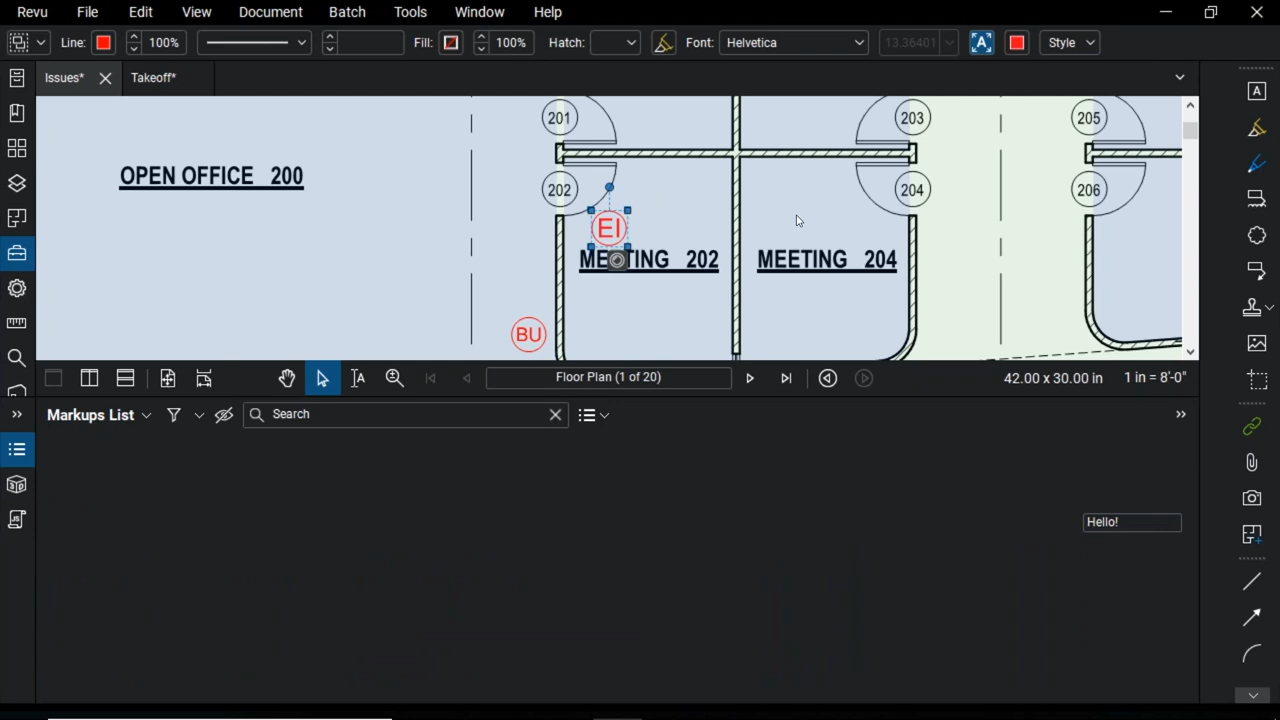 Revu File Edit View Document Batch Tools Window Help
Line: 100% Fill: 100% Hatch: Font: Helvetica 13.36401 A Style
Issues* Takeoff*
201 203 205
OPEN OFFICE 200
202 204 206
EI
MEETING 202 MEETING 204
BU
Floor Plan (1 of 20) 42.00 x 30.00 in 1 in = 8'-0"
Markups List Search
Hello!